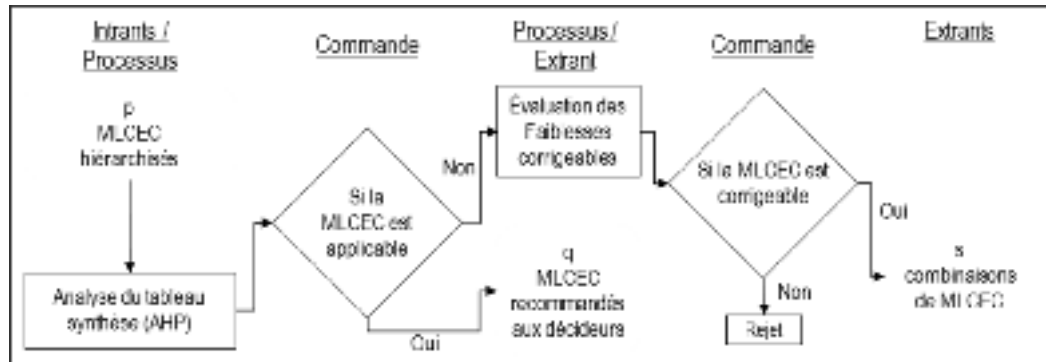 Intrants /
Processus
Commande
Processus /
Extrant
Commande
Extrants
p
MLCEC
hiérarchisés
Analyse du tableau
synthèse (AHP)
Si la
MLCEC est
applicable
Non
Oui
Évaluation des
Faiblesses
corrigeables
q
MLCEC
recommandés
aux décideurs
Si la MLCEC est
corrigeable
Non
Rejet
Oui
s
combinaisons
de MLCEC